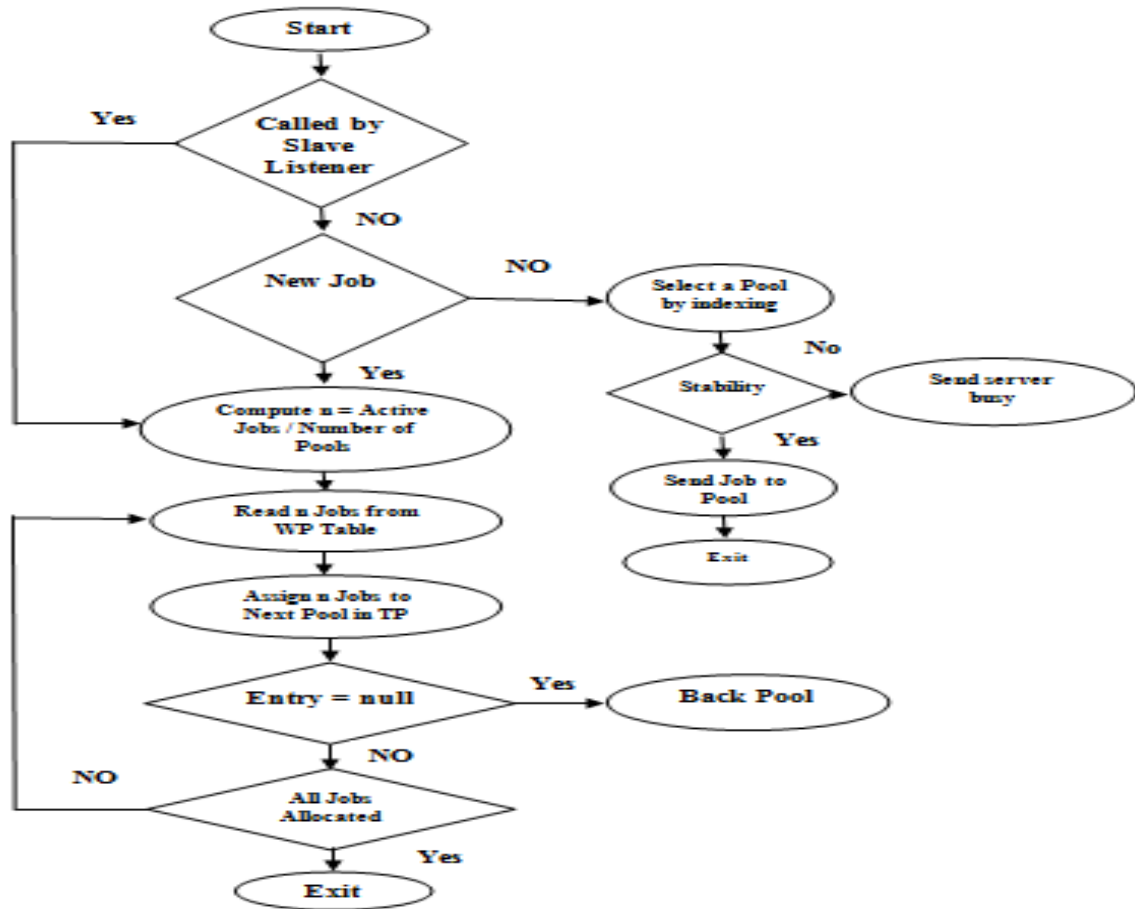 Start
Yes
Called by
Slave
Listener
NO
New Job
NO
Select a Pool
by indexing
No
Yes
Stability
Send server
busy
Compute n = Active
Jobs / Number of
Pools
Yes
Send Job to
Pool
Read n Jobs from
WP Table
Exit
Assign n Jobs to
Next Pool in TP
Entry = null
Yes
Back Pool
NO
NO
All Jobs
Allocated
Yes
Exit